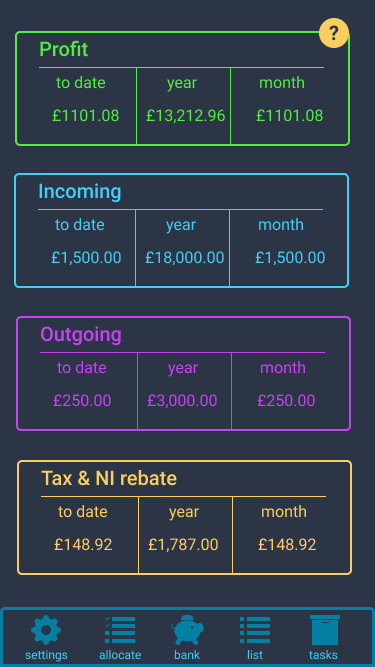 ?
Profit
to date year month
£1101.08 £13,212.96 £1101.08
Incoming
to date year month
£1,500.00 £18,000.00 £1,500.00
Outgoing
to date year month
£250.00 £3,000.00 £250.00
Tax & NI rebate
to date year month
£148.92 £1,787.00 £148.92
settings allocate bank list tasks